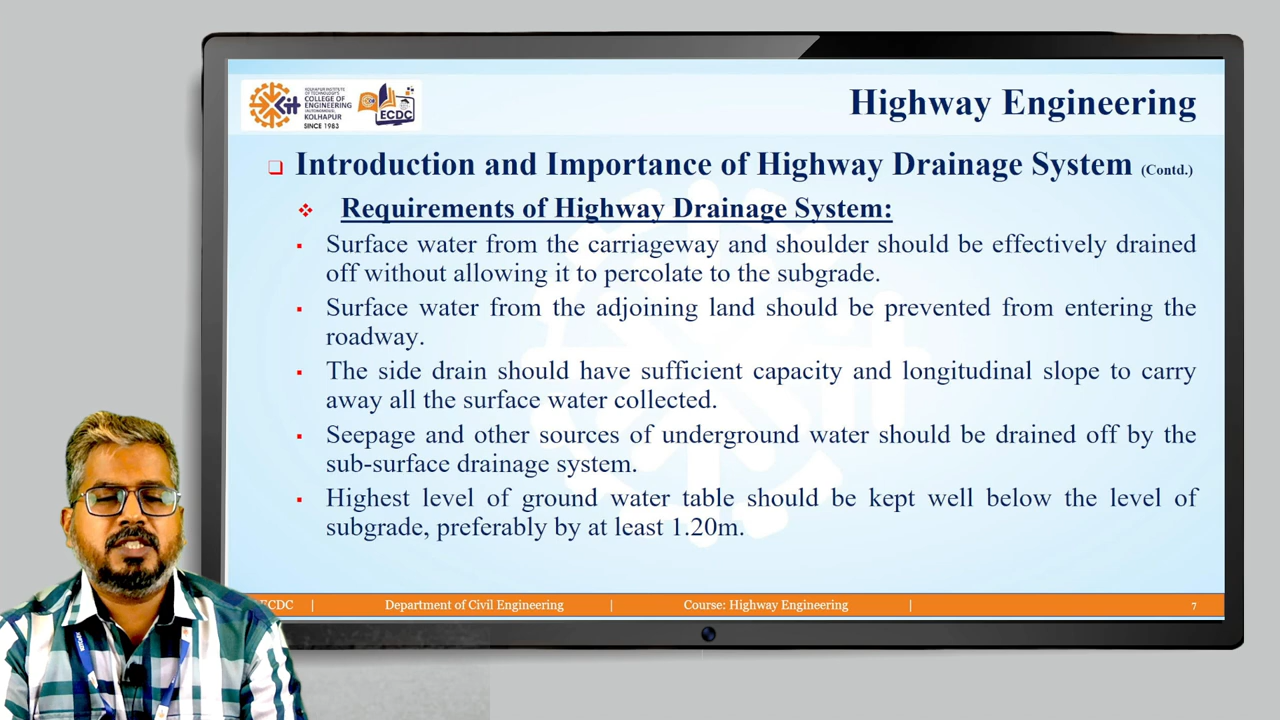 KOLHAPUR INSTITUTE
OF TECHNOLOGY'S
COLLEGE OF
ENGINEERING
(AUTONOMOUS),
KOLHAPUR
SINCE 1983
ECDC
Highway Engineering
Introduction and Importance of Highway Drainage System (Contd.)
Requirements of Highway Drainage System:
Surface water from the carriageway and shoulder should be effectively drained
off without allowing it to percolate to the subgrade.
Surface water from the adjoining land should be prevented from entering the
roadway.
The side drain should have sufficient capacity and longitudinal slope to carry
away all the surface water collected.
Seepage and other sources of underground water should be drained off by the
sub-surface drainage system.
Highest level of ground water table should be kept well below the level of
subgrade, preferably by at least 1.20m.
ECDC | Department of Civil Engineering | Course: Highway Engineering | 7